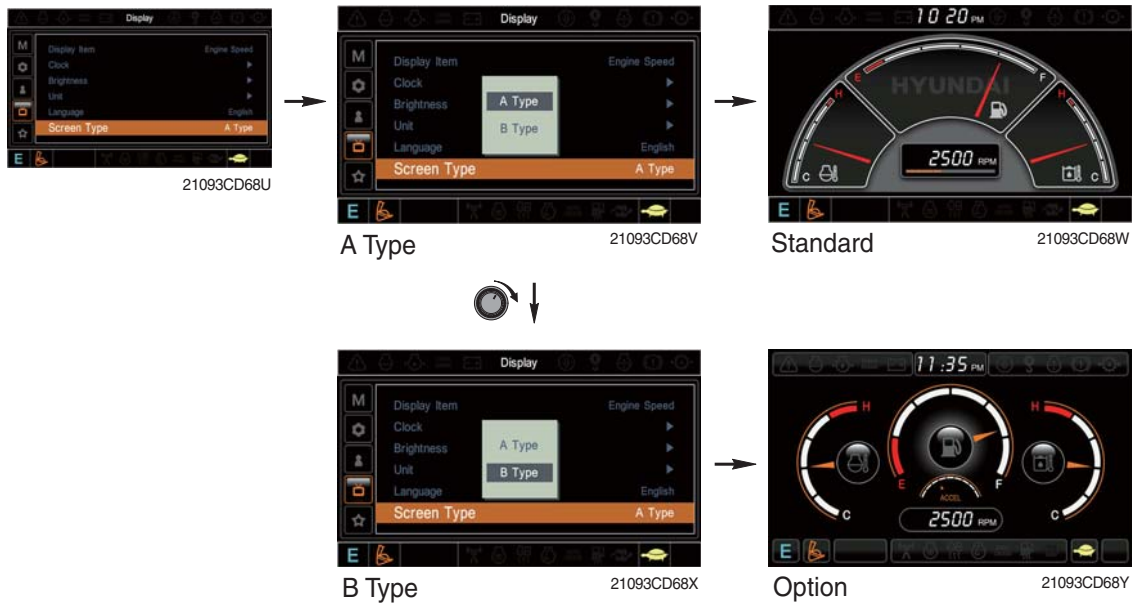 Display
M
Display Item Engine Speed
Clock
Brightness
Unit
Language English
Screen Type A Type
E
21093CD68U
Display
M
Display Item Engine Speed
Clock
Brightness
Unit
Language English
Screen Type A Type
A Type
B Type
E
A Type
21093CD68V
10 20 PM
HYUNDAI
E F
H H
C C
2500 RPM
E
Standard
21093CD68W
Display
M
Display Item Engine Speed
Clock
Brightness
Unit
Language English
Screen Type A Type
A Type
B Type
E
B Type
21093CD68X
11:35 PM
H H
E F
C C
ACCEL
2500 RPM
E
Option
21093CD68Y